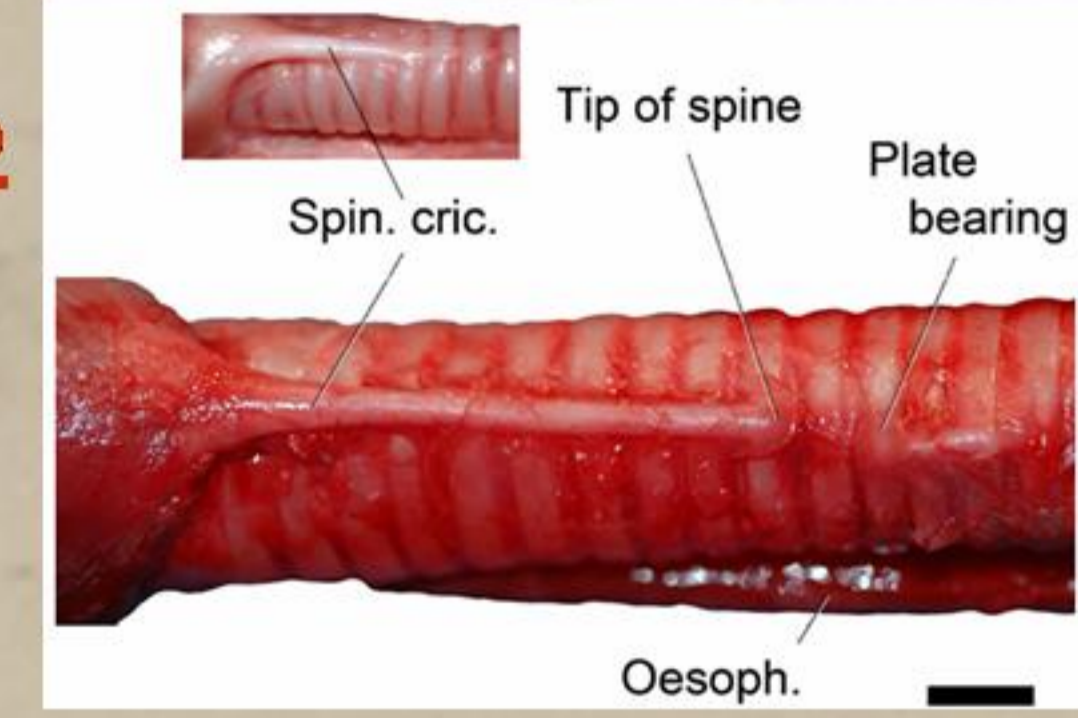 Tip of spine
Plate
bearing
Spin. cric.
Oesoph.